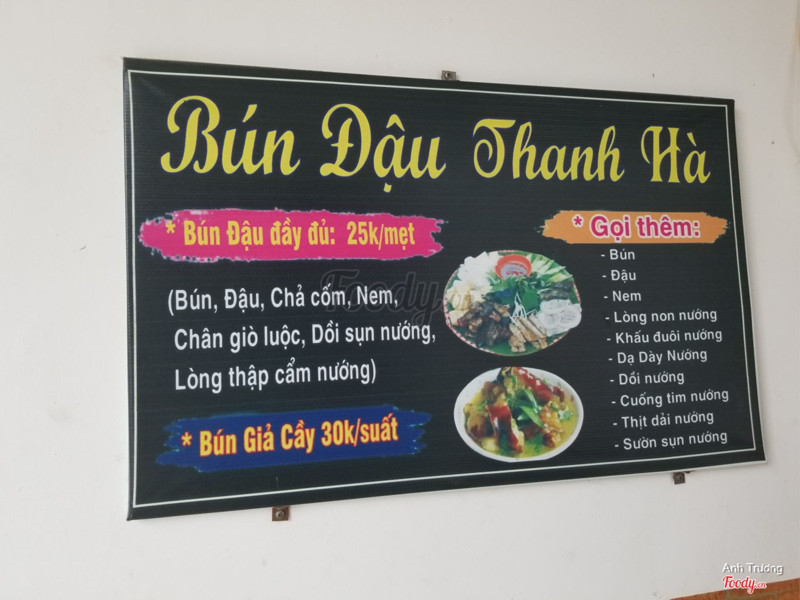 Bún Đậu Thanh Hà
* Bún Đậu đầy đủ: 25k/mẹt
(Bún, Đậu, Chả cốm, Nem,
Chân giò luộc, Dồi sụn nướng,
Lòng thập cẩm nướng)
* Bún Giả Cầy 30k/suất
* Gọi thêm:
- Bún
- Đậu
- Nem
- Lòng non nướng
- Khấu đuôi nướng
- Dạ Dày Nướng
- Dồi nướng
- Cuống tim nướng
- Thịt dải nướng
- Sườn sụn nướng
Foody.vn
Anh Trương
Foody.vn